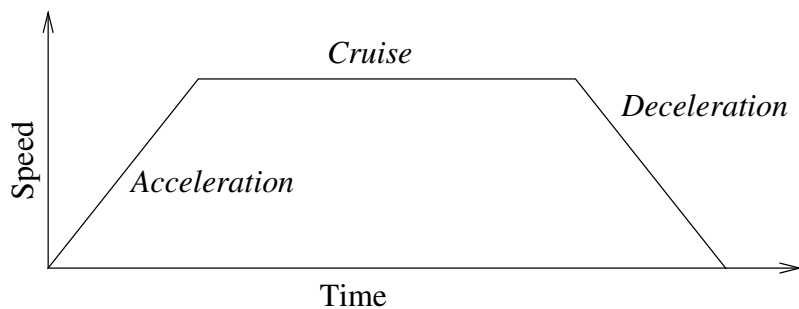 Cruise
Deceleration
Acceleration
Speed
Time